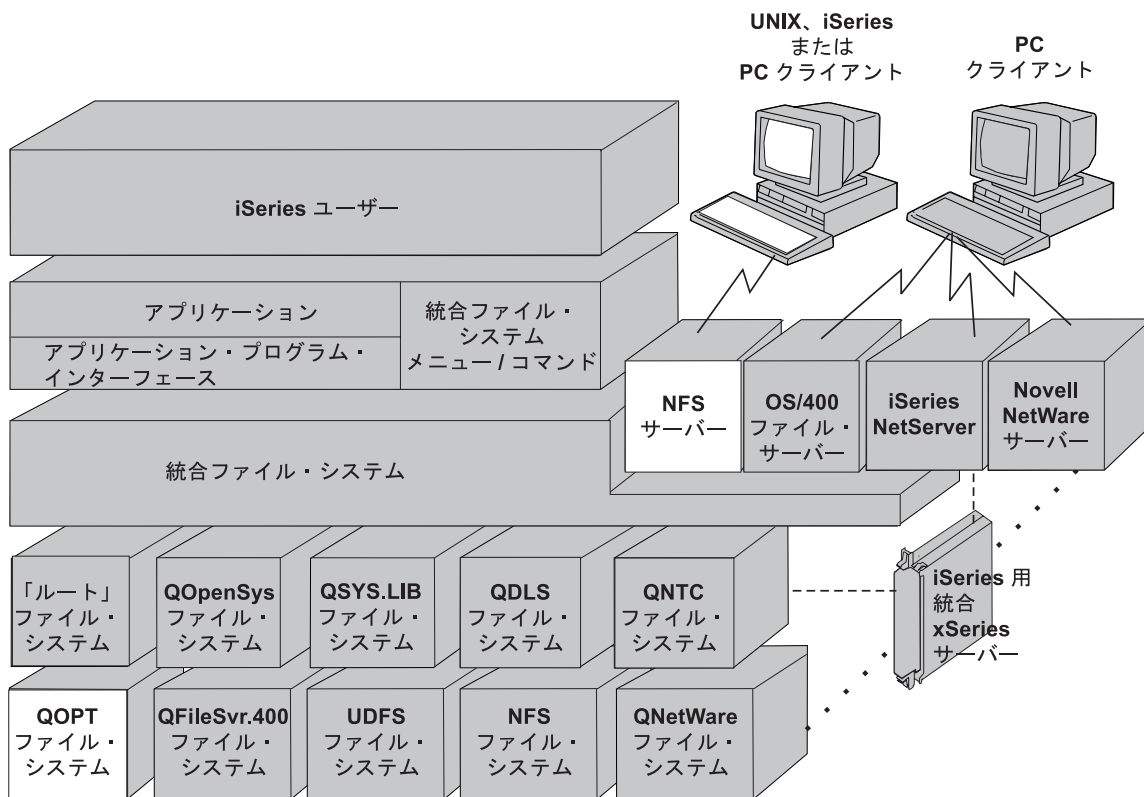 UNIX、iSeries
または
PC クライアント
PC
クライアント
iSeries ユーザー
アプリケーション
アプリケーション・プログラム・
インターフェース
統合ファイル・
システム
メニュー / コマンド
NFS
サーバー
OS/400
ファイル・
サーバー
iSeries
NetServer
Novell
NetWare
サーバー
統合ファイル・システム
「ルート」
ファイル・
システム
QOpenSys
ファイル・
システム
QSYS.LIB
ファイル・
システム
QDLS
ファイル・
システム
QNTC
ファイル・
システム
iSeries 用
統合
xSeries
サーバー
QOPT
ファイル・
システム
QFileSvr.400
ファイル・
システム
UDFS
ファイル・
システム
NFS
ファイル・
システム
QNetWare
ファイル・
システム